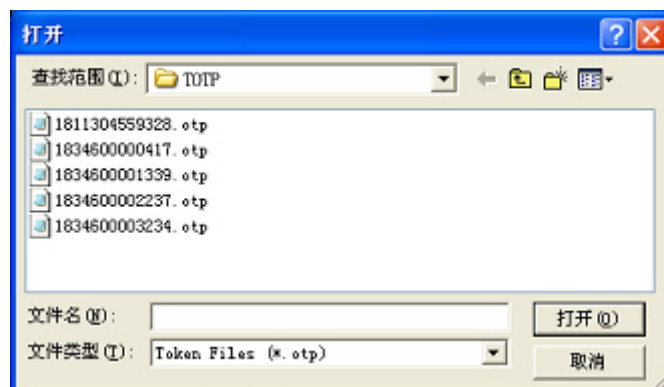 打开
查找范围(I): TOTP
1811304559328.otp
1834600000417.otp
1834600001339.otp
1834600002237.otp
1834600003234.otp
文件名(N): 打开(O)
文件类型(T): Token Files (*.otp) 取消